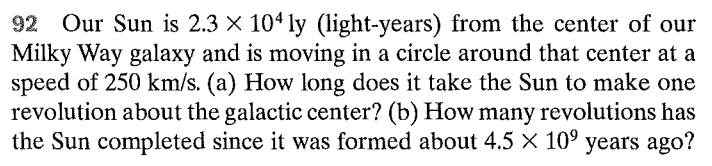 92 Our Sun is 2.3 × 10⁴ ly (light-years) from the center of our
Milky Way galaxy and is moving in a circle around that center at a
speed of 250 km/s. (a) How long does it take the Sun to make one
revolution about the galactic center? (b) How many revolutions has
the Sun completed since it was formed about 4.5 × 10⁹ years ago?